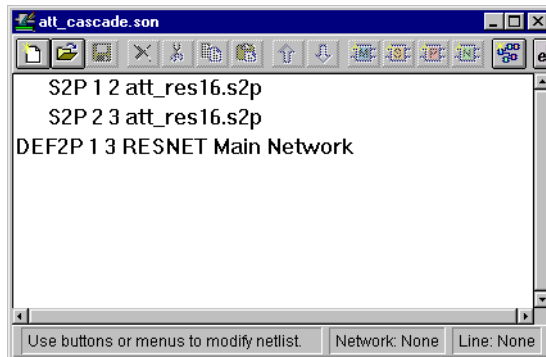 att_cascade.son
S2P 1 2 att_res16.s2p
S2P 2 3 att_res16.s2p
DEF2P 1 3 RESNET Main Network
Use buttons or menus to modify netlist. Network: None Line: None